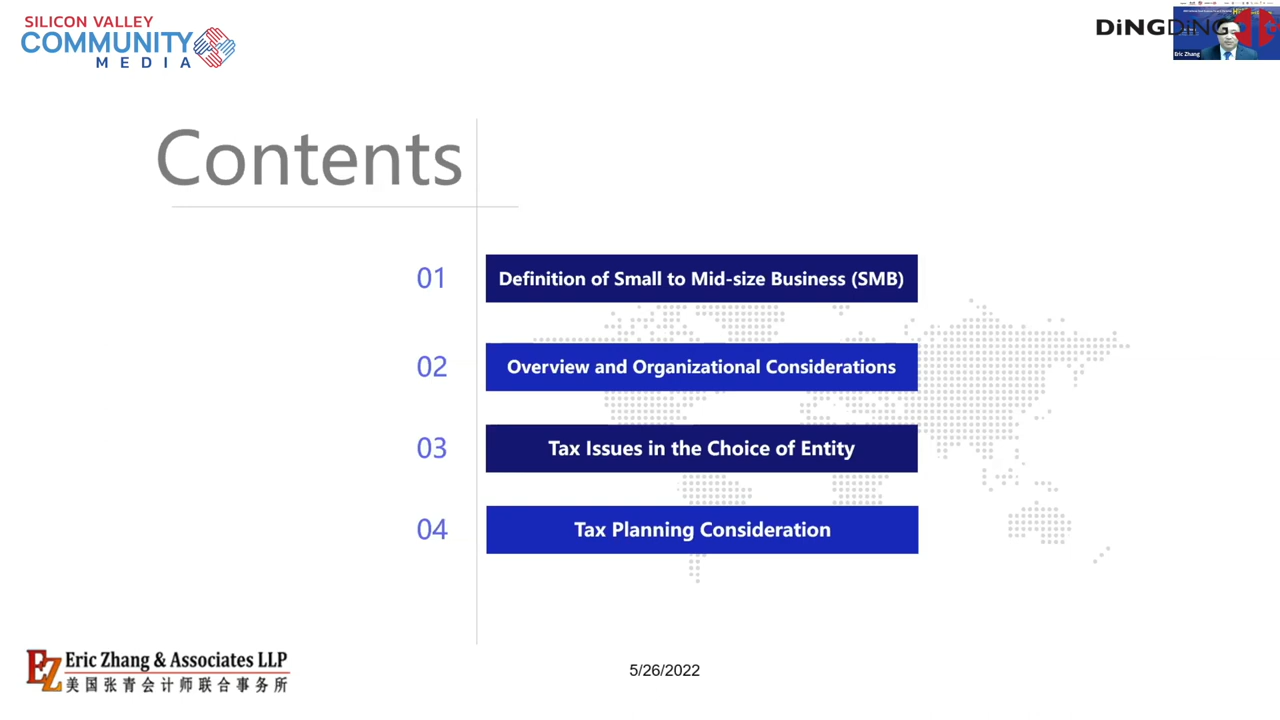 SILICON VALLEY
COMMUNITY
MEDIA
DiNGDiNG
Eric Zhang
Contents
01
Definition of Small to Mid-size Business (SMB)
02
Overview and Organizational Considerations
03
Tax Issues in the Choice of Entity
04
Tax Planning Consideration
EZ
Eric Zhang & Associates LLP
美国张青会计师联合事务所
5/26/2022